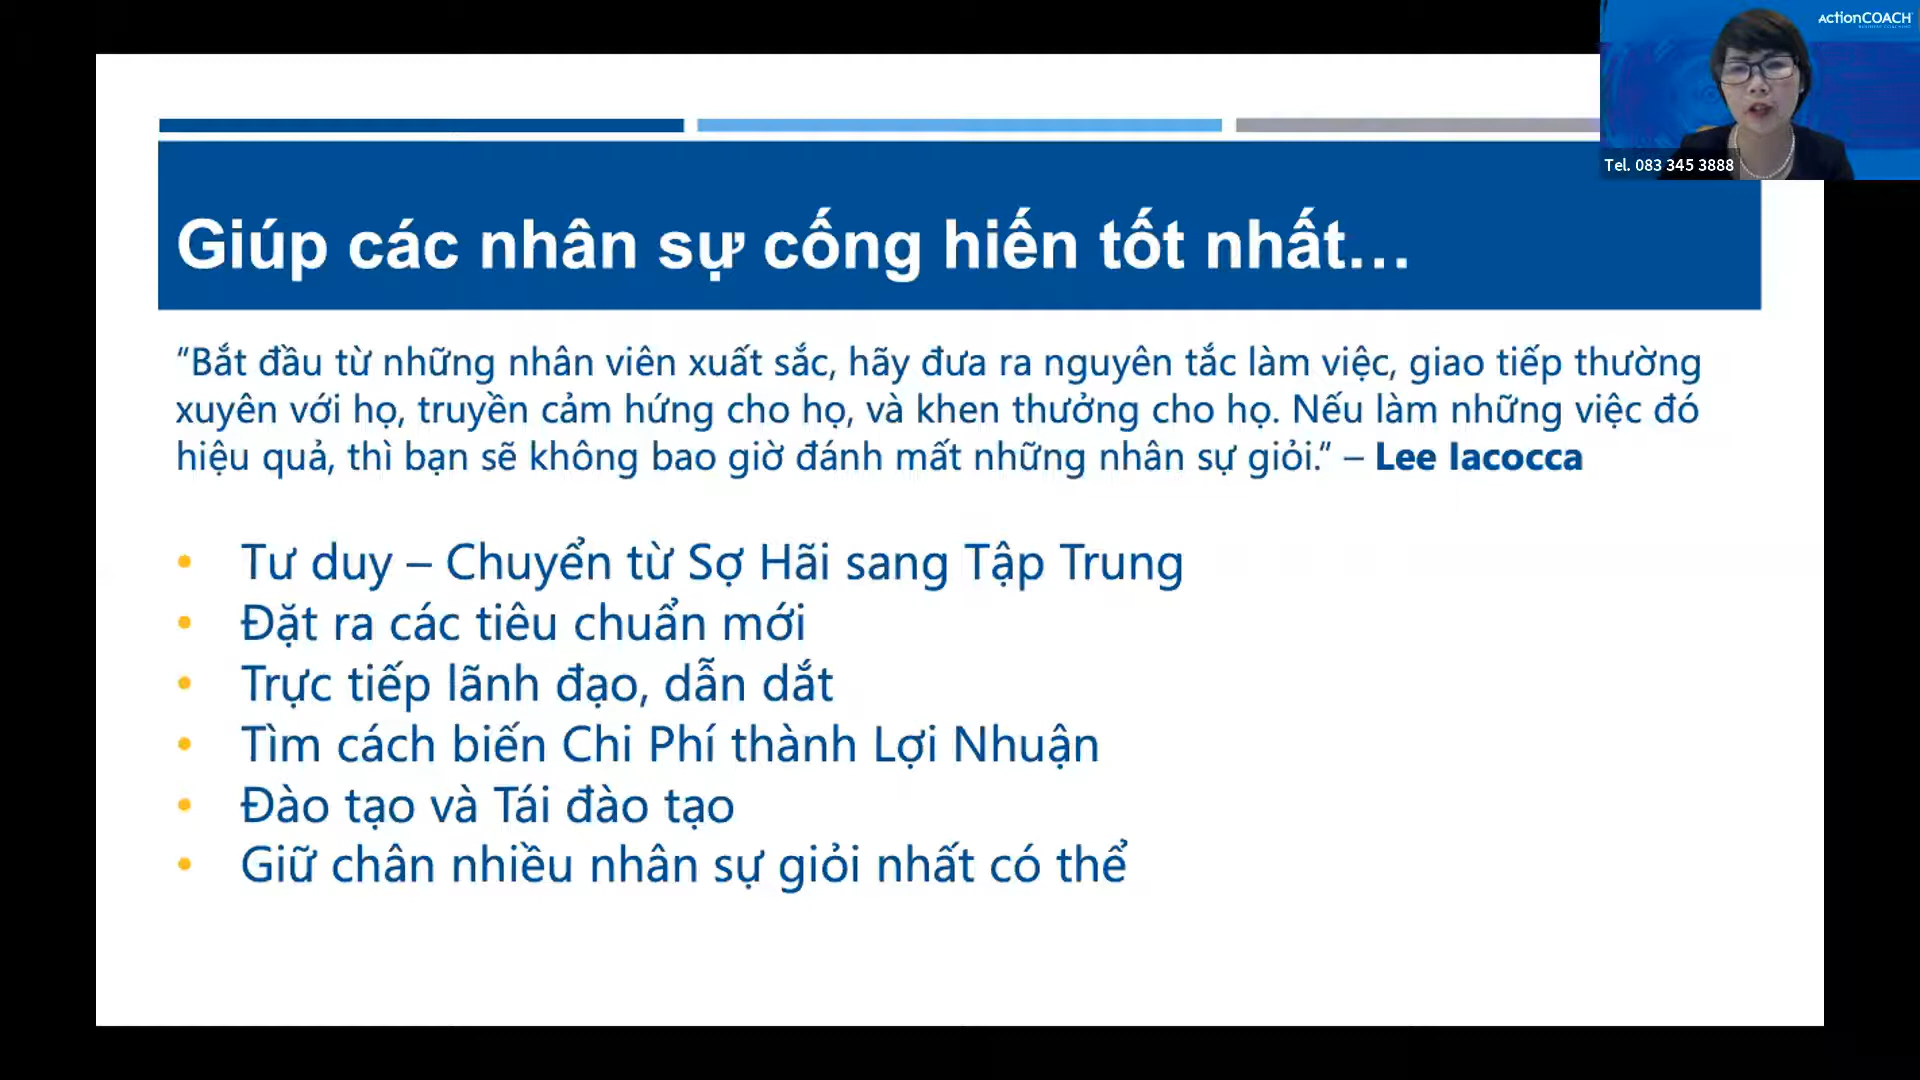 ActionCOACH
Tel. 083 345 3888
Giúp các nhân sự cống hiến tốt nhất...
“Bắt đầu từ những nhân viên xuất sắc, hãy đưa ra nguyên tắc làm việc, giao tiếp thường
xuyên với họ, truyền cảm hứng cho họ, và khen thưởng cho họ. Nếu làm những việc đó
hiệu quả, thì bạn sẽ không bao giờ đánh mất những nhân sự giỏi.” – Lee Iacocca
• Tư duy – Chuyển từ Sợ Hãi sang Tập Trung
• Đặt ra các tiêu chuẩn mới
• Trực tiếp lãnh đạo, dẫn dắt
• Tìm cách biến Chi Phí thành Lợi Nhuận
• Đào tạo và Tái đào tạo
• Giữ chân nhiều nhân sự giỏi nhất có thể